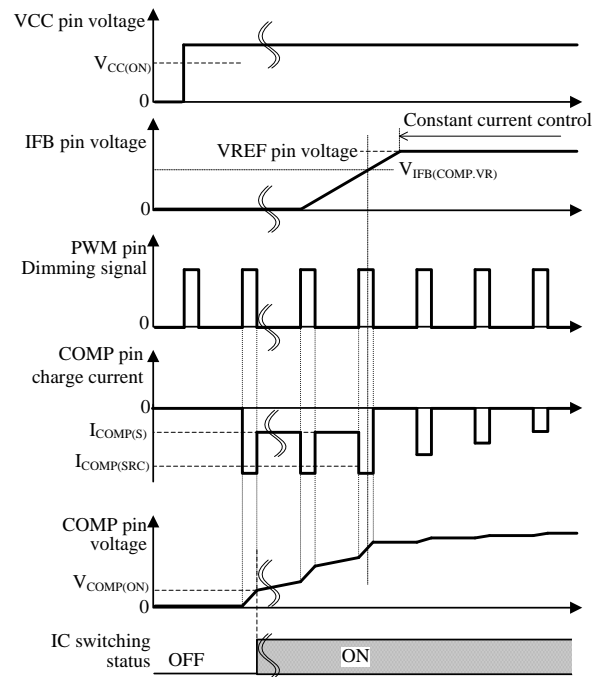 VCC pin voltage
VCC(ON)
0
IFB pin voltage
VREF pin voltage
Constant current control
VIFB(COMP.VR)
0
PWM pin
Dimming signal
0
COMP pin
charge current
0
ICOMP(S)
ICOMP(SRC)
COMP pin
voltage
VCOMP(ON)
0
IC switching
status
OFF
ON